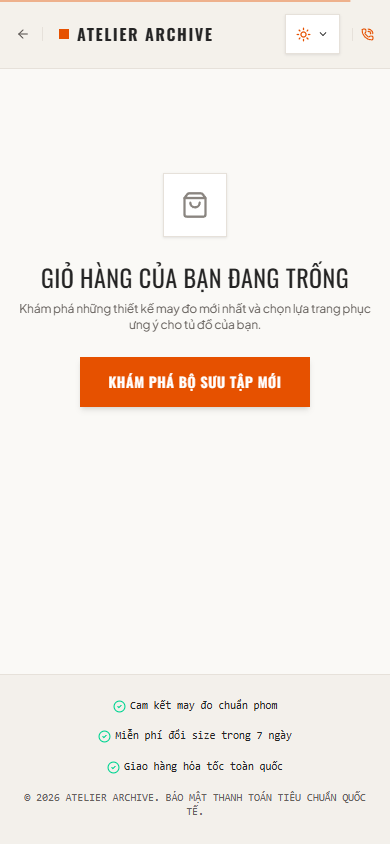 ATELIER ARCHIVE
GIỎ HÀNG CỦA BẠN ĐANG TRỐNG
Khám phá những thiết kế may đo mới nhất và chọn lựa trang phục
ưng ý cho tủ đồ của bạn.
KHÁM PHÁ BỘ SƯU TẬP MỚI
Cam kết may đo chuẩn phom
Miễn phí đổi size trong 7 ngày
Giao hàng hỏa tốc toàn quốc
© 2026 ATELIER ARCHIVE. BẢO MẬT THANH TOÁN TIÊU CHUẨN QUỐC
TẾ.